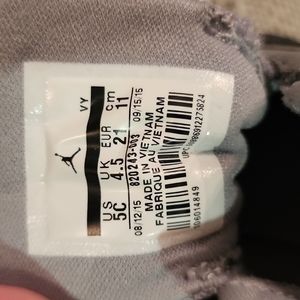 VY
US UK EUR cm
5C 4.5 21 11
820243-003
08/12/15 09/15/15
MADE IN VIETNAM
FABRIQUE AU VIETNAM